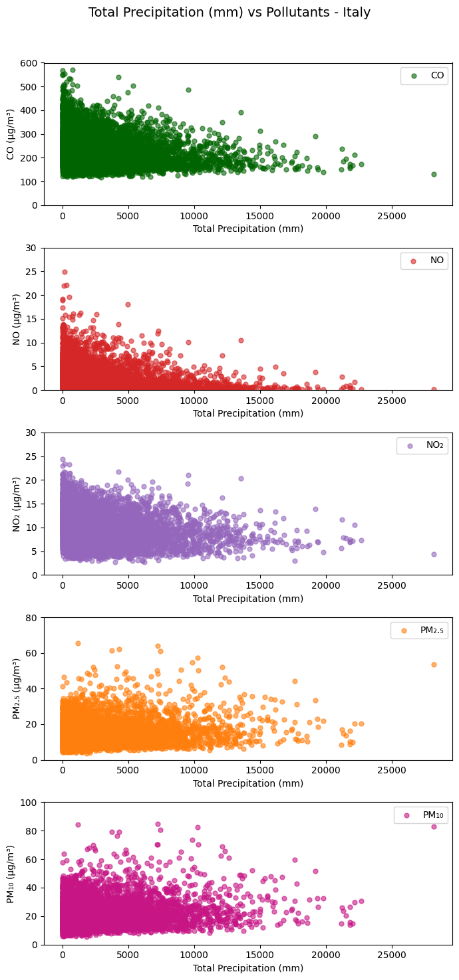 Total Precipitation (mm) vs Pollutants - Italy
600
500
400
300
200
100
0
CO (µg/m³)
CO
0 5000 10000 15000 20000 25000
Total Precipitation (mm)
30
25
20
15
10
5
0
NO (µg/m³)
NO
0 5000 10000 15000 20000 25000
Total Precipitation (mm)
30
25
20
15
10
5
0
NO₂ (µg/m³)
NO₂
0 5000 10000 15000 20000 25000
Total Precipitation (mm)
80
60
40
20
0
PM₂.₅ (µg/m³)
PM₂.₅
0 5000 10000 15000 20000 25000
Total Precipitation (mm)
100
80
60
40
20
0
PM₁₀ (µg/m³)
PM₁₀
0 5000 10000 15000 20000 25000
Total Precipitation (mm)